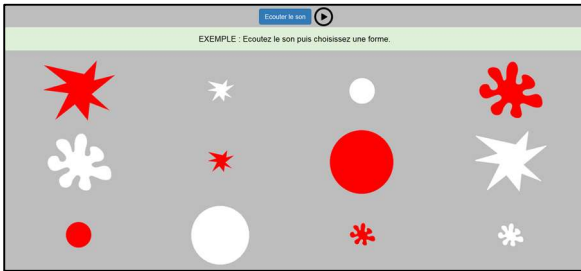 Ecouter le son
EXEMPLE : Ecoutez le son puis choisissez une forme.